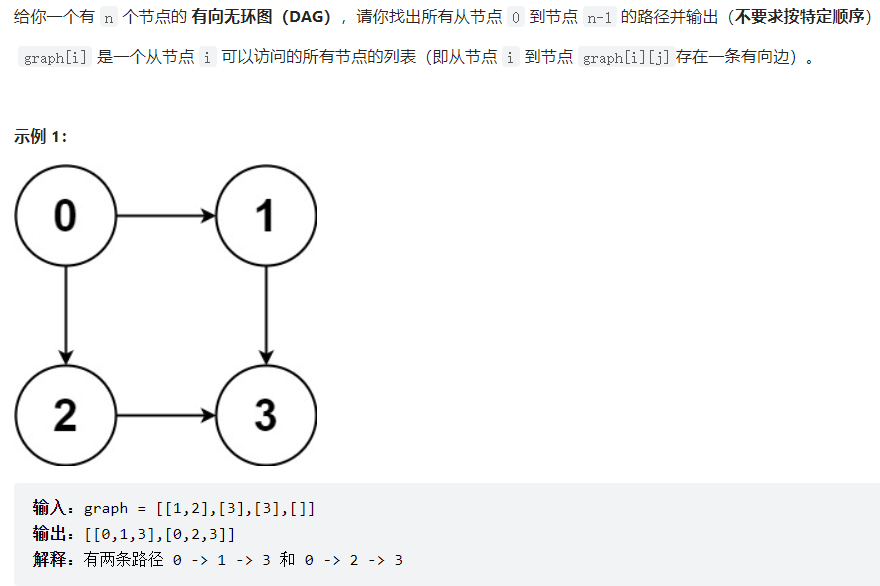 给你一个有 n 个节点的 有向无环图（DAG），请你找出所有从节点 0 到节点 n-1 的路径并输出（不要求按特定顺序）
graph[i] 是一个从节点 i 可以访问的所有节点的列表（即从节点 i 到节点 graph[i][j]存在一条有向边）。
示例 1：
0
1
2
3
输入：graph = [[1,2],[3],[3],[]]
输出：[[0,1,3],[0,2,3]]
解释：有两条路径 0 -> 1 -> 3 和 0 -> 2 -> 3